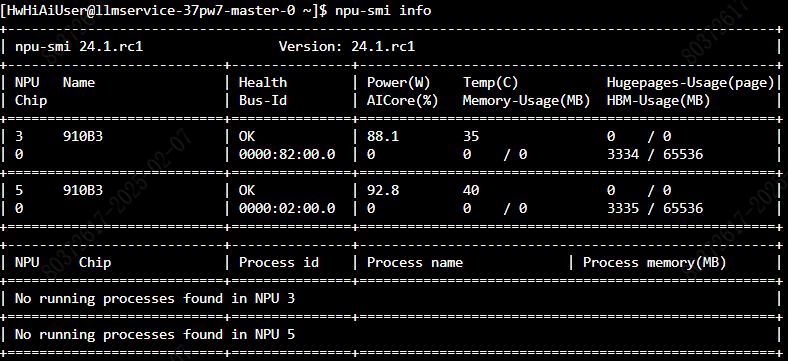 [HwHiAiUser@llmservice-37pw7-master-0 ~]$ npu-smi info
+------------------------------------------------------------------------------------------------+
| npu-smi 24.1.rc1                 Version: 24.1.rc1                                             |
+---------------------------+---------------+----------------------------------------------------+
| NPU   Name                | Health        | Power(W)    Temp(C)           Hugepages-Usage(page)|
| Chip                      | Bus-Id        | AICore(%)   Memory-Usage(MB)  HBM-Usage(MB)        |
+===========================+===============+====================================================+
| 3     910B3               | OK            | 88.1        35                0    / 0             |
| 0                         | 0000:82:00.0  | 0           0    / 0          3334 / 65536         |
+===========================+===============+====================================================+
| 5     910B3               | OK            | 92.8        40                0    / 0             |
| 0                         | 0000:02:00.0  | 0           0    / 0          3335 / 65536         |
+===========================+===============+====================================================+
+---------------------------+---------------+----------------------------------------------------+
| NPU     Chip              | Process id    | Process name             | Process memory(MB)      |
+===========================+===============+====================================================+
| No running processes found in NPU 3                                                            |
+===========================+===============+====================================================+
| No running processes found in NPU 5                                                            |
+===========================+===============+====================================================+